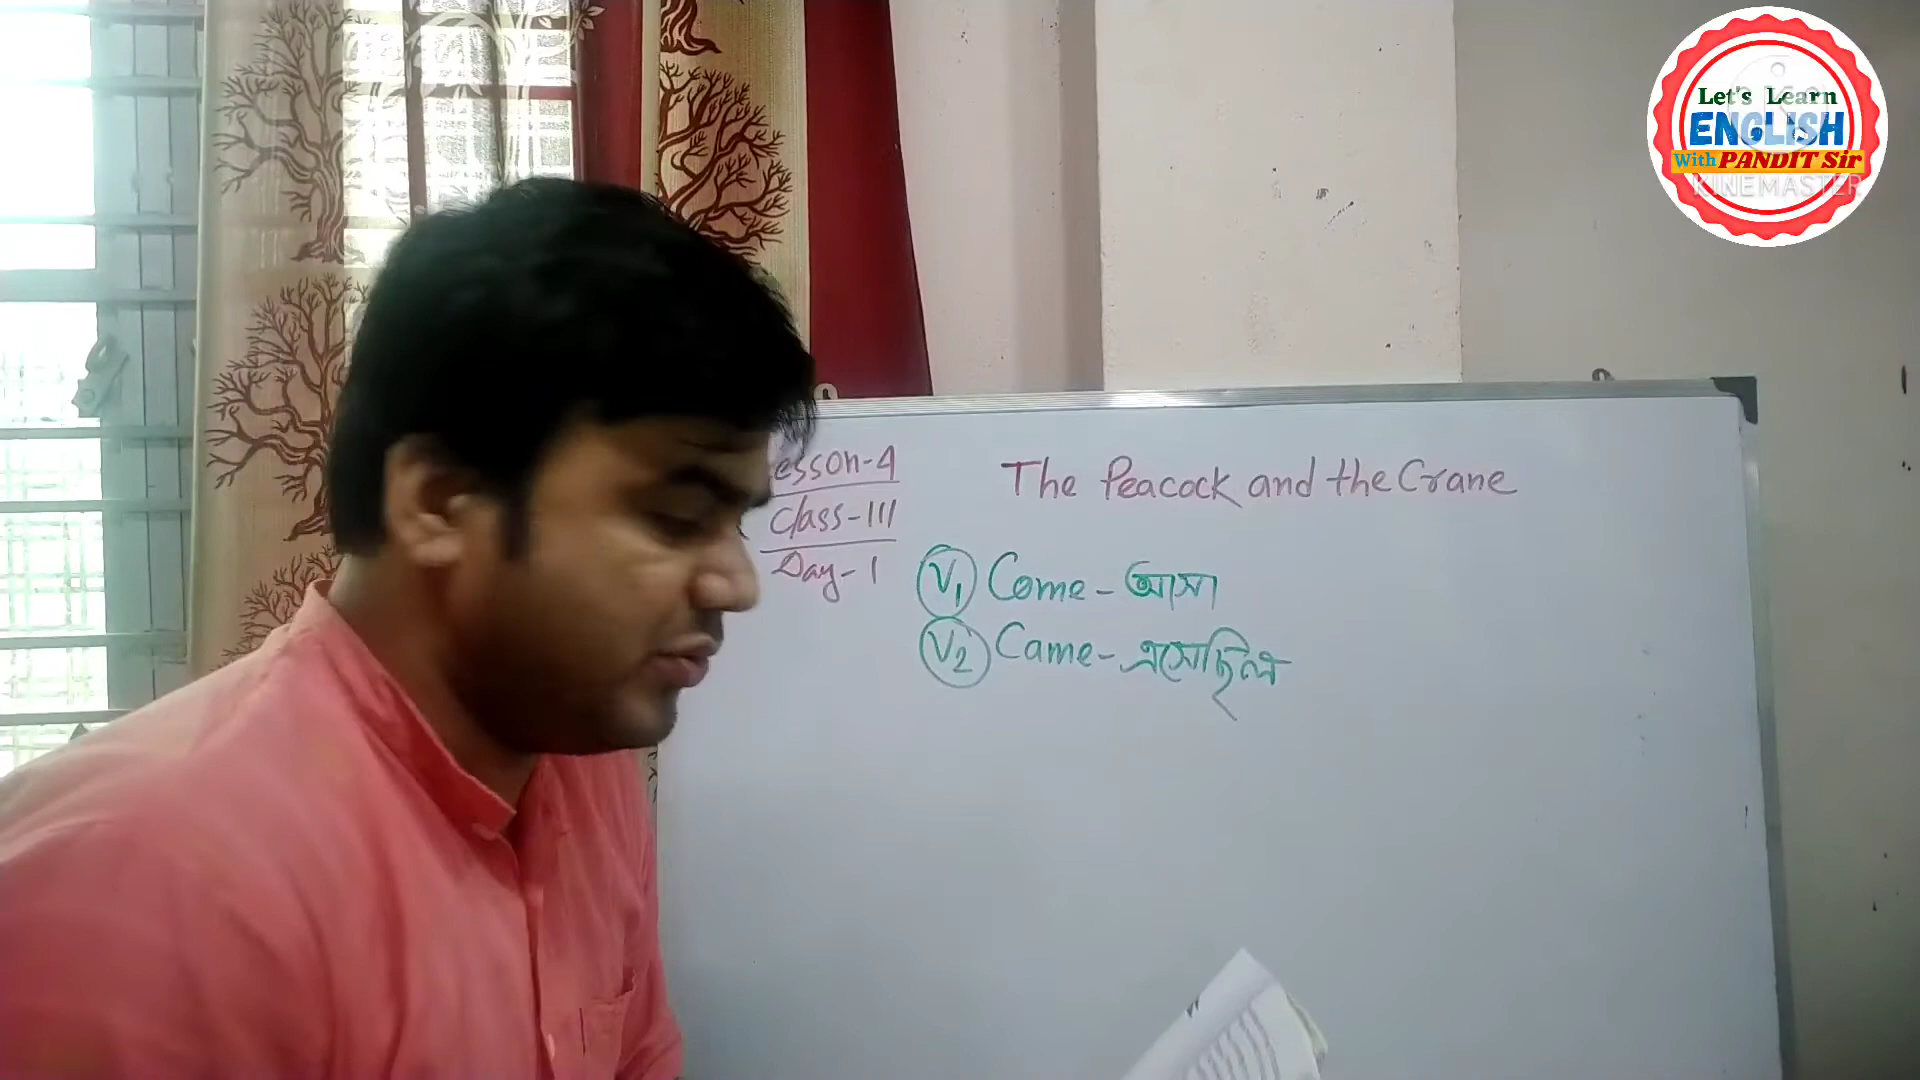 Let's Learn
ENGLISH
With PANDIT Sir
KINEMASTER
Lesson-4
Class-III
Day-1
The Peacock and the Crane
V1 Come - আসা
V2 Came - এসেছিল